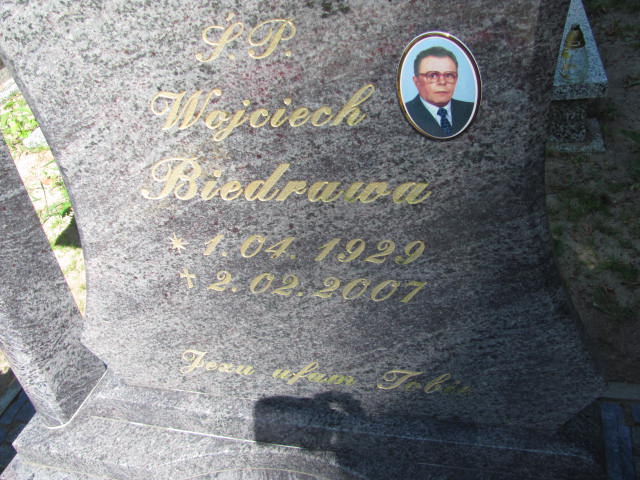 Ś.P.
Wojciech
Biedrawa
* 1.04.1929
† 2.02.2007
Jezu ufam Tobie